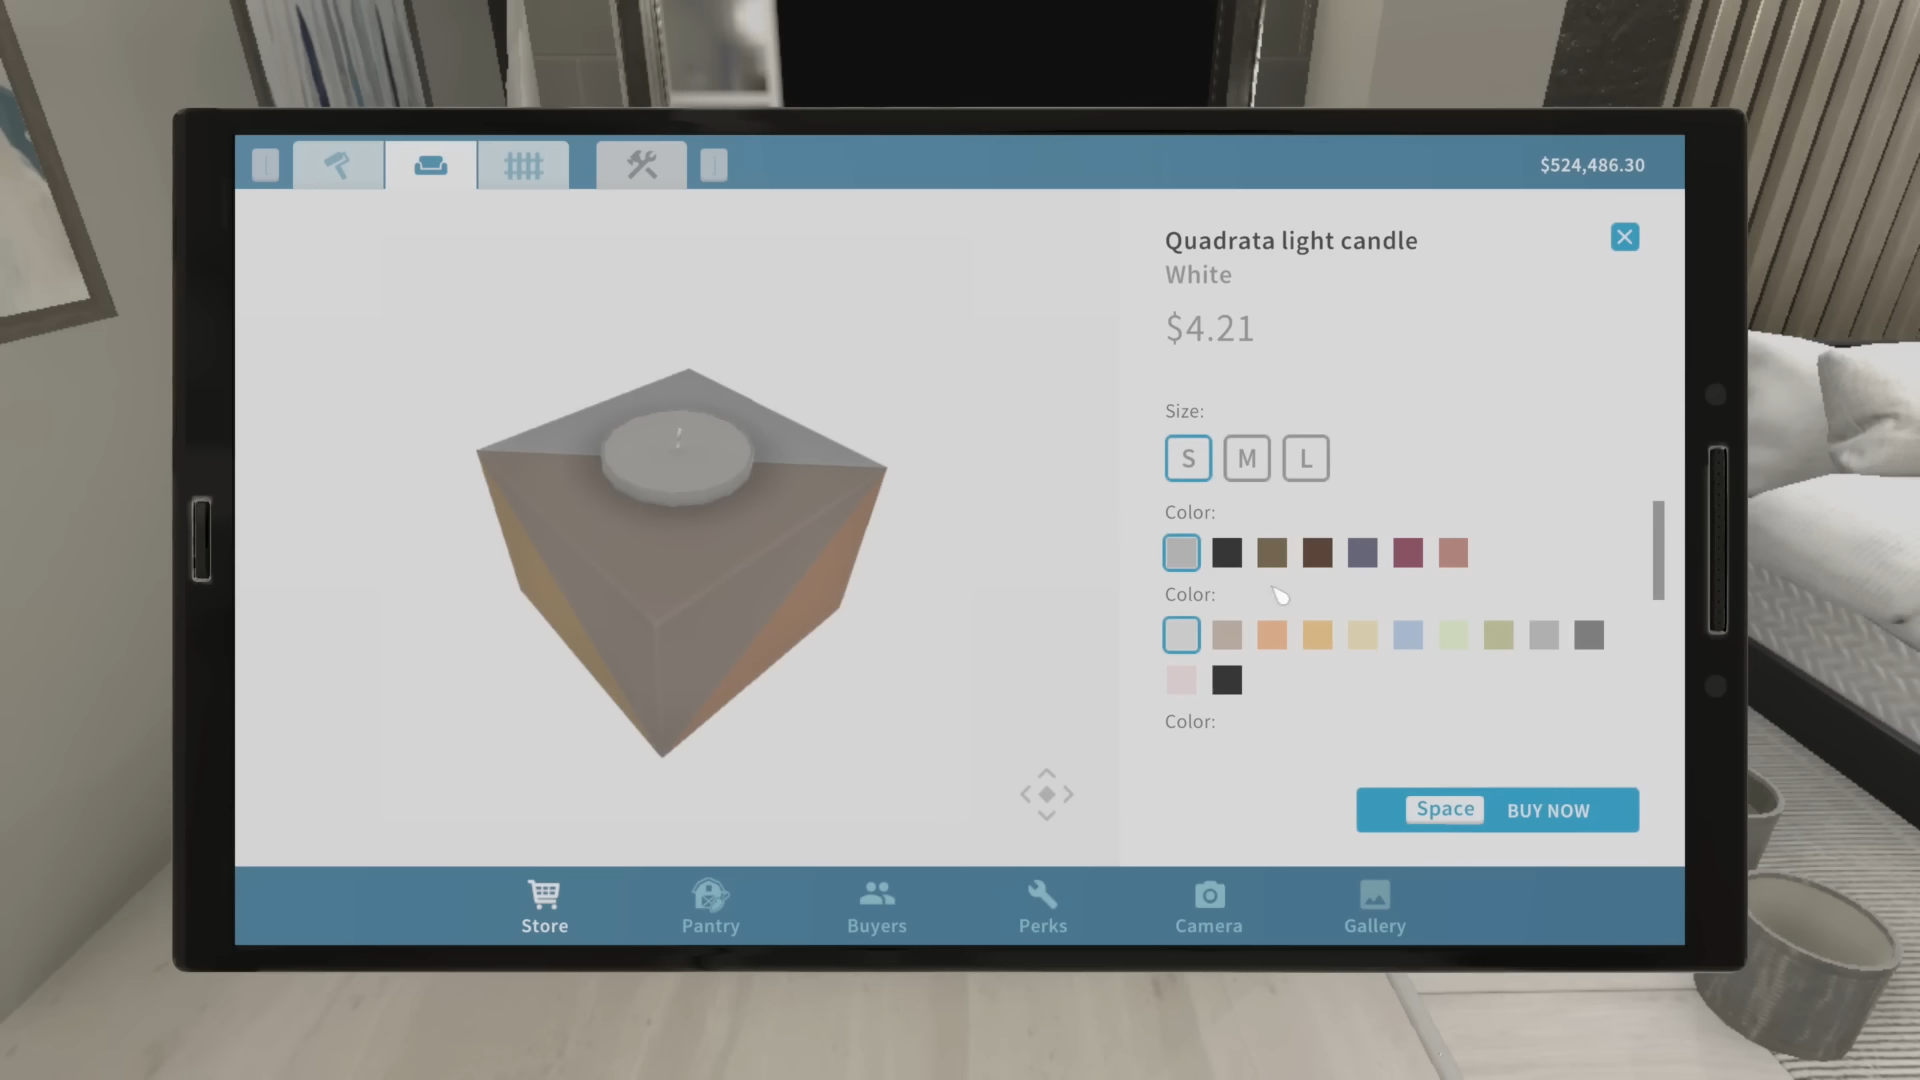 $524,486.30
Quadrata light candle
White
$4.21
Size:
S M L
Color:
Color:
Color:
Space BUY NOW
Store Pantry Buyers Perks Camera Gallery